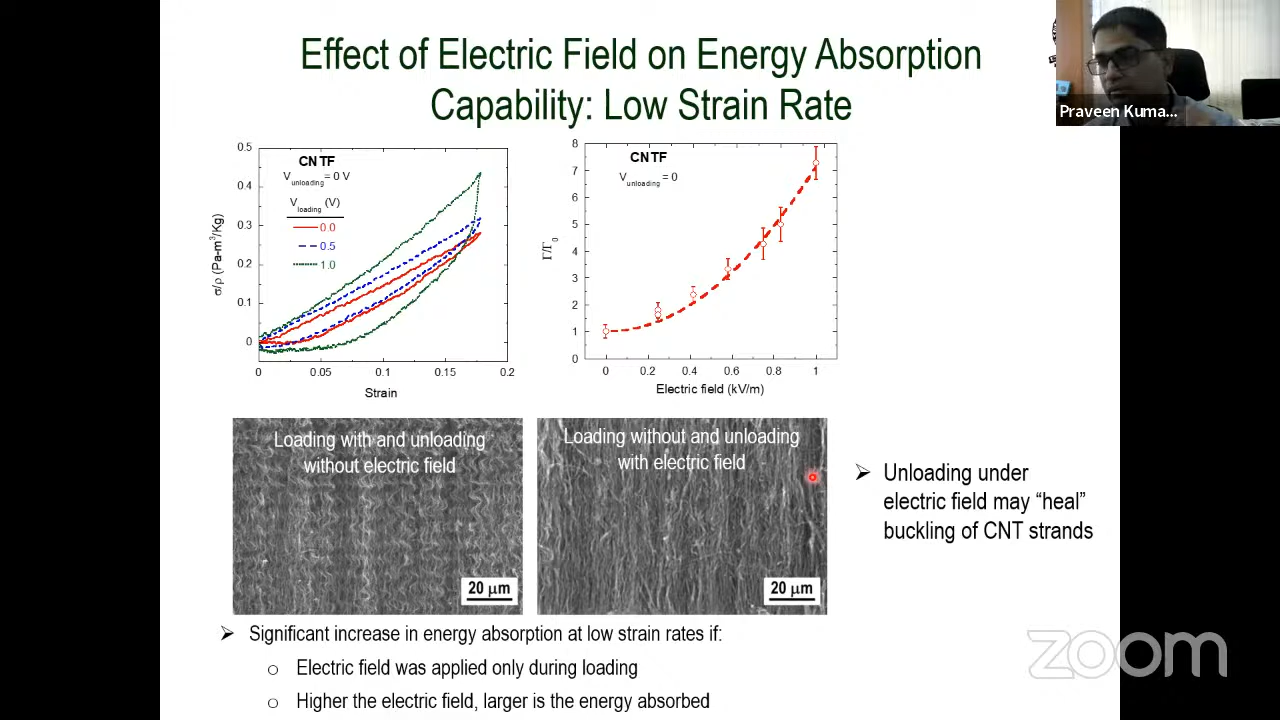 Effect of Electric Field on Energy Absorption
Capability: Low Strain Rate
Praveen Kuma...
0.5
0.4
0.3
0.2
0.1
0
0
0.05
0.1
0.15
0.2
σ/ρ (Pa-m³/Kg)
Strain
CNTF
V unloading = 0 V
V loading (V)
0.0
0.5
1.0
8
7
6
5
4
3
2
1
0
0
0.2
0.4
0.6
0.8
1
Γ/Γ₀
Electric field (kV/m)
CNTF
V unloading = 0
Loading with and unloading
without electric field
20 μm
Loading without and unloading
with electric field
20 μm
➢ Unloading under
electric field may “heal”
buckling of CNT strands
➢ Significant increase in energy absorption at low strain rates if:
○ Electric field was applied only during loading
○ Higher the electric field, larger is the energy absorbed
zoom